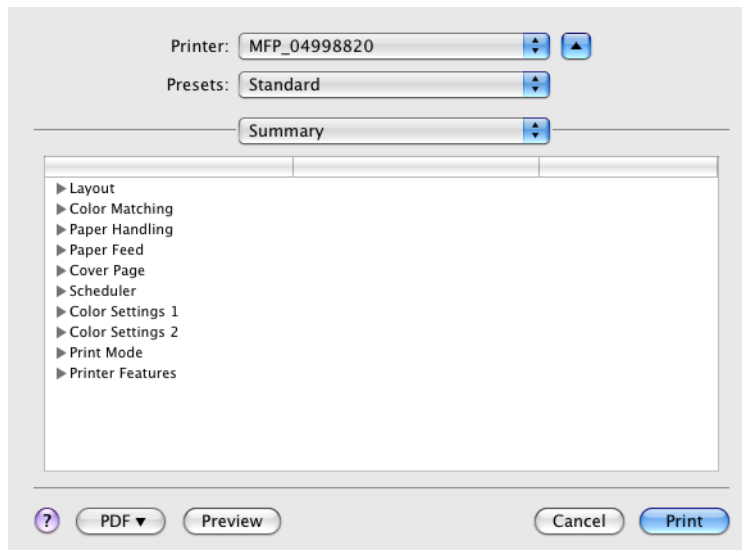 Printer: MFP_04998820
Presets: Standard
Summary
Layout
Color Matching
Paper Handling
Paper Feed
Cover Page
Scheduler
Color Settings 1
Color Settings 2
Print Mode
Printer Features
? PDF ▼ Preview Cancel Print